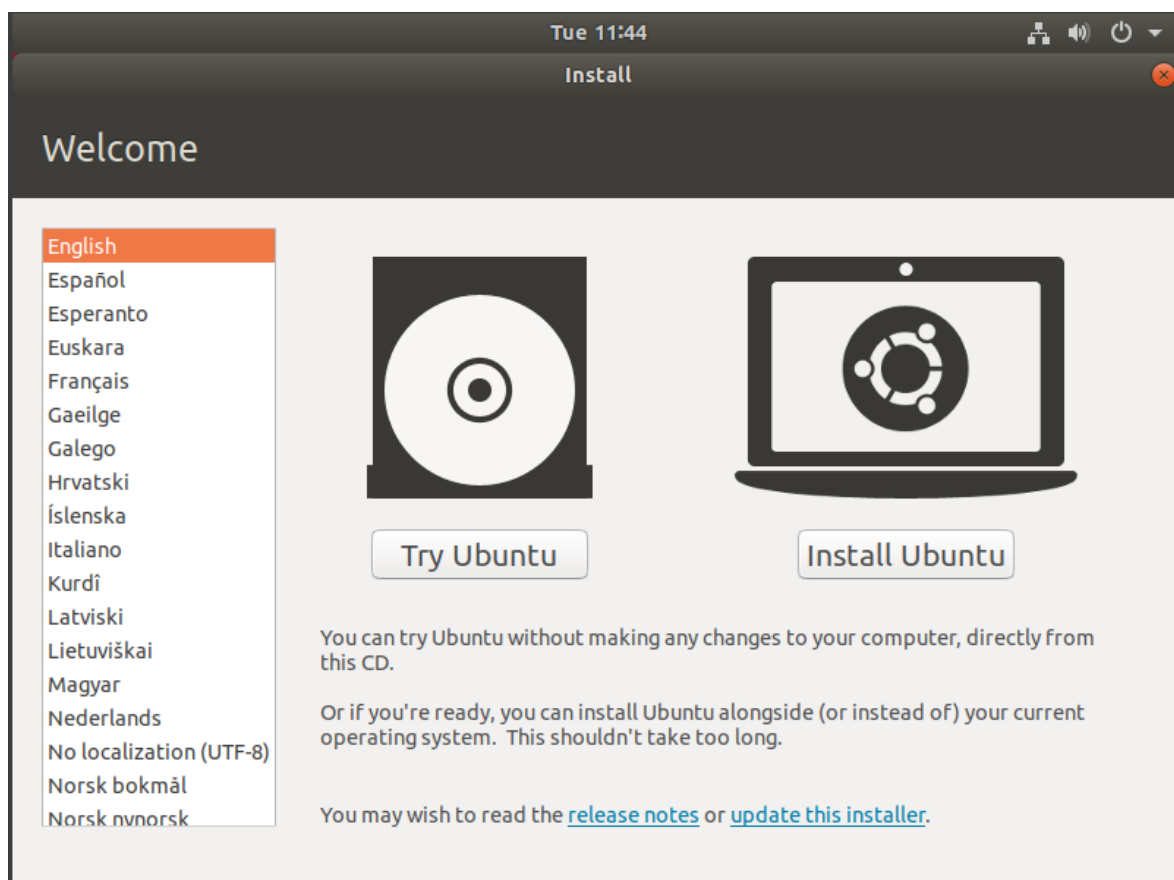 Tue 11:44
Install
Welcome
English
Español
Esperanto
Euskara
Français
Gaeilge
Galego
Hrvatski
Íslenska
Italiano
Kurdî
Latviski
Lietuviškai
Magyar
Nederlands
No localization (UTF-8)
Norsk bokmål
Norsk nynorsk
Try Ubuntu
Install Ubuntu
You can try Ubuntu without making any changes to your computer, directly from
this CD.
Or if you're ready, you can install Ubuntu alongside (or instead of) your current
operating system.  This shouldn't take too long.
You may wish to read the release notes or update this installer.